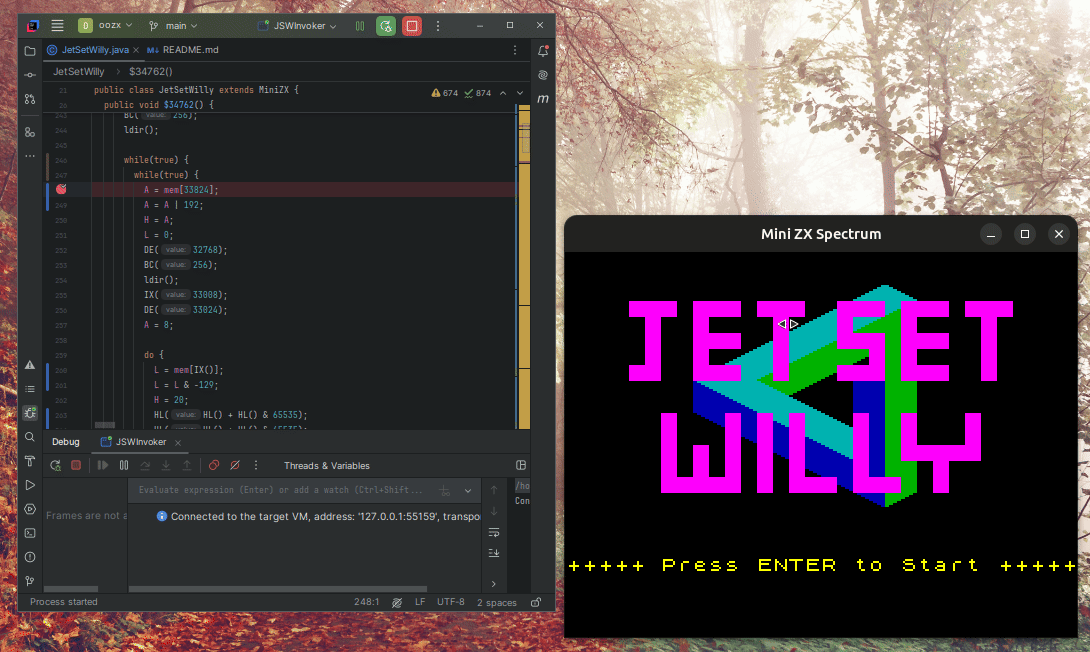 oozx
main
JSWInvoker
JetSetWilly.java
README.md
JetSetWilly > $34762()
21 public class JetSetWilly extends MiniZX {
674 874
public void $34762() {
BC( value: 256);
244 ldir();
245
246 while(true) {
247 while(true) {
A = mem[33824];
249 A = A | 192;
250 H = A;
251 L = 0;
252 DE( value: 32768);
253 BC( value: 256);
254 ldir();
255 IX( value: 33008);
256 DE( value: 33024);
257 A = 8;
258
259 do {
260 L = mem[IX()];
261 L = L & -129;
262 H = 20;
263 HL( value: HL() + HL() & 65535);
Debug
JSWInvoker
Threads & Variables
Evaluate expression (Enter) or add a watch (Ctrl+Shift...
Frames are not a
Connected to the target VM, address: '127.0.0.1:55159', transpo
/ho
Con
Process started
248:1
LF
UTF-8
2 spaces
Mini ZX Spectrum
JET SET
WILLY
+++++ Press ENTER to Start +++++